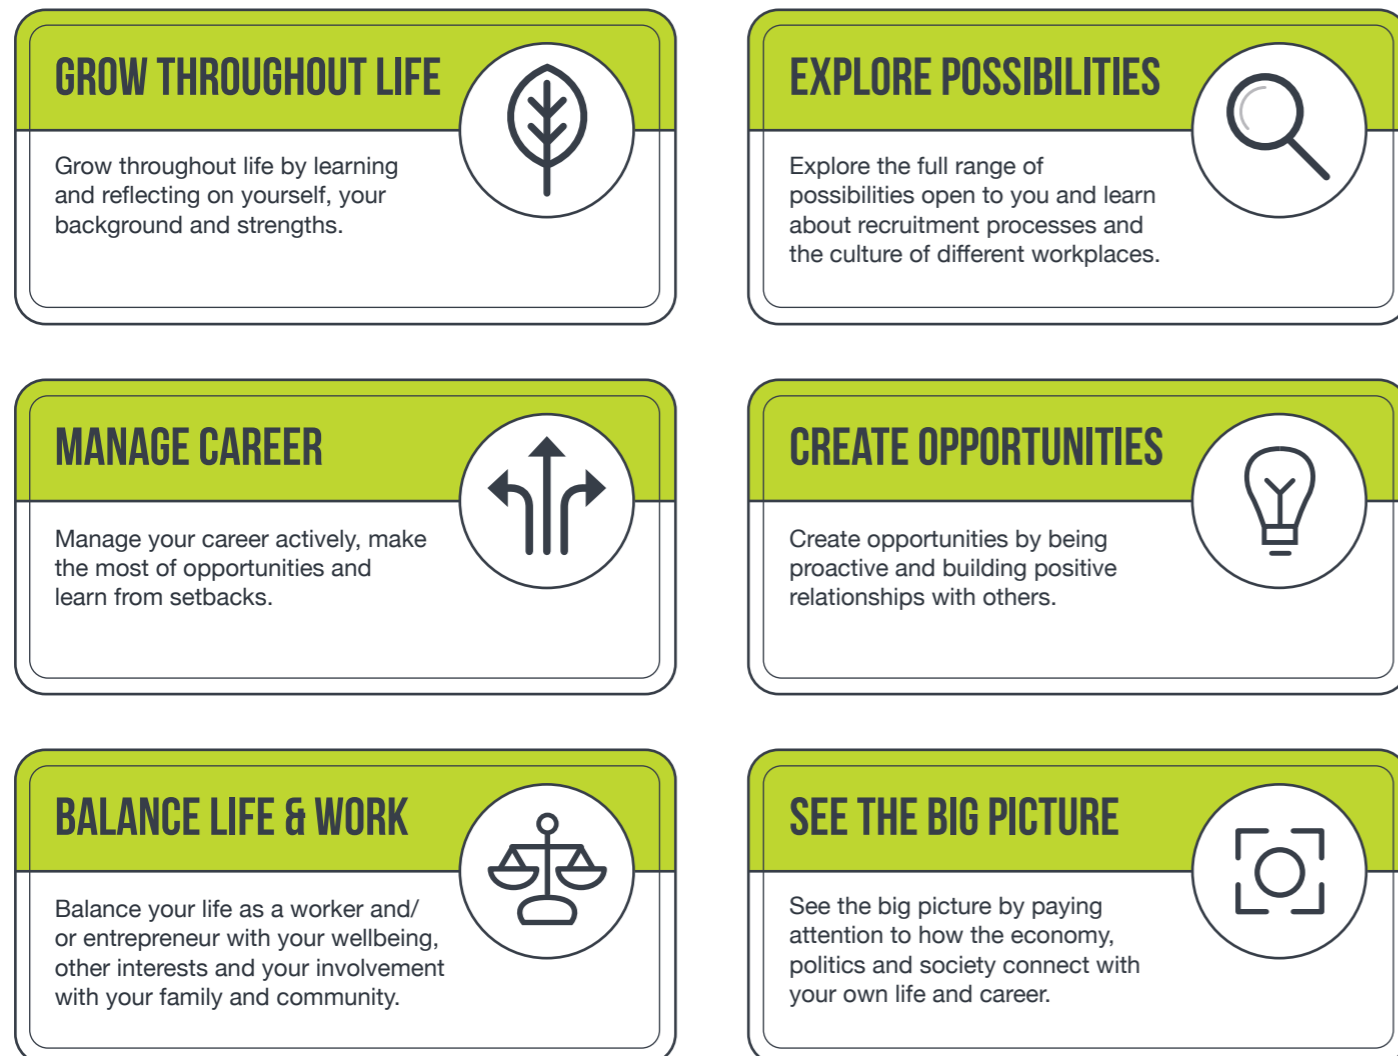 GROW THROUGHOUT LIFE
Grow throughout life by learning
and reflecting on yourself, your
background and strengths.
EXPLORE POSSIBILITIES
Explore the full range of
possibilities open to you and learn
about recruitment processes and
the culture of different workplaces.
MANAGE CAREER
Manage your career actively, make
the most of opportunities and
learn from setbacks.
CREATE OPPORTUNITIES
Create opportunities by being
proactive and building positive
relationships with others.
BALANCE LIFE & WORK
Balance your life as a worker and/
or entrepreneur with your wellbeing,
other interests and your involvement
with your family and community.
SEE THE BIG PICTURE
See the big picture by paying
attention to how the economy,
politics and society connect with
your own life and career.